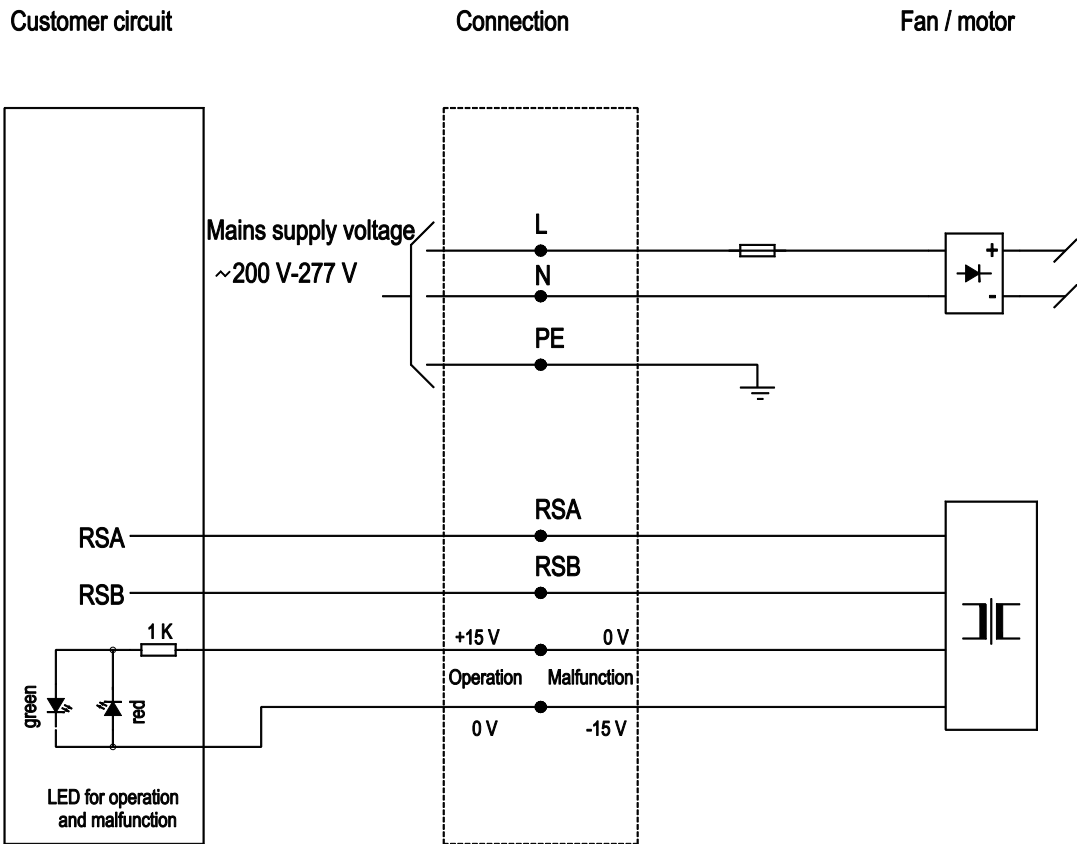 Customer circuit
Connection
Fan / motor
Mains supply voltage
~200 V-277 V
L
N
PE
+
-
RSA
RSA
RSB
RSB
1 K
+15 V
0 V
Operation
Malfunction
0 V
-15 V
green
red
LED for operation
and malfunction